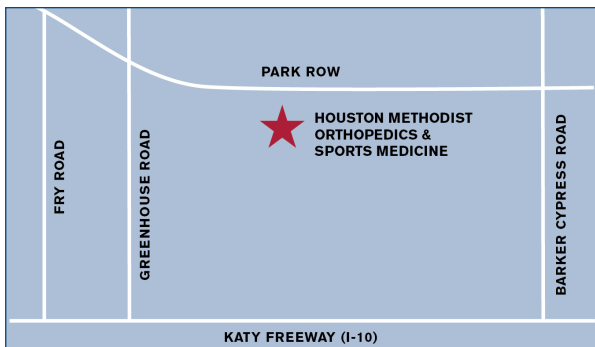 PARK ROW
HOUSTON METHODIST
ORTHOPEDICS &
SPORTS MEDICINE
FRY ROAD
GREENHOUSE ROAD
BARKER CYPRESS ROAD
KATY FREEWAY (I-10)